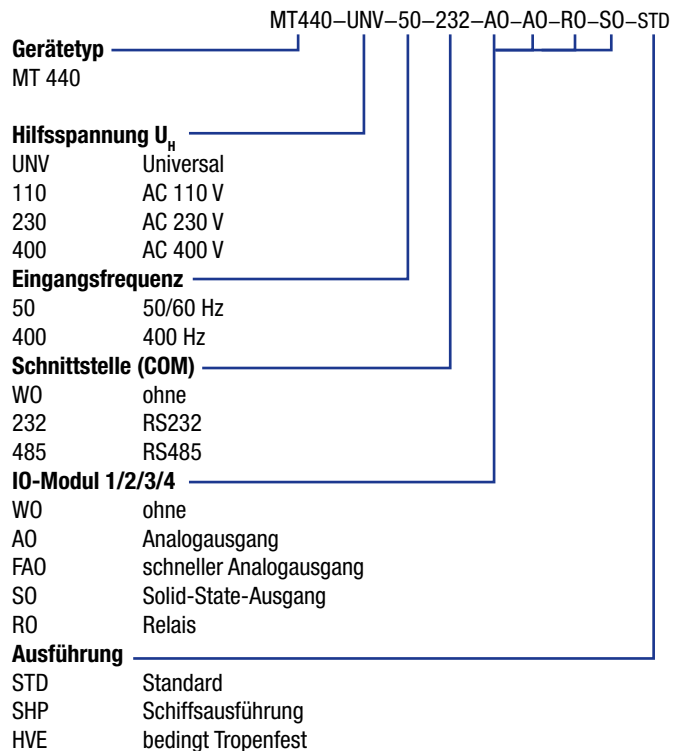 MT440–UNV–50–232–AO–AO–RO–SO–STD
Gerätetyp
MT 440
Hilfsspannung U_H
UNV Universal
110 AC 110 V
230 AC 230 V
400 AC 400 V
Eingangsfrequenz
50 50/60 Hz
400 400 Hz
Schnittstelle (COM)
WO ohne
232 RS232
485 RS485
IO-Modul 1/2/3/4
WO ohne
AO Analogausgang
FAO schneller Analogausgang
SO Solid-State-Ausgang
RO Relais
Ausführung
STD Standard
SHP Schiffsausführung
HVE bedingt Tropenfest